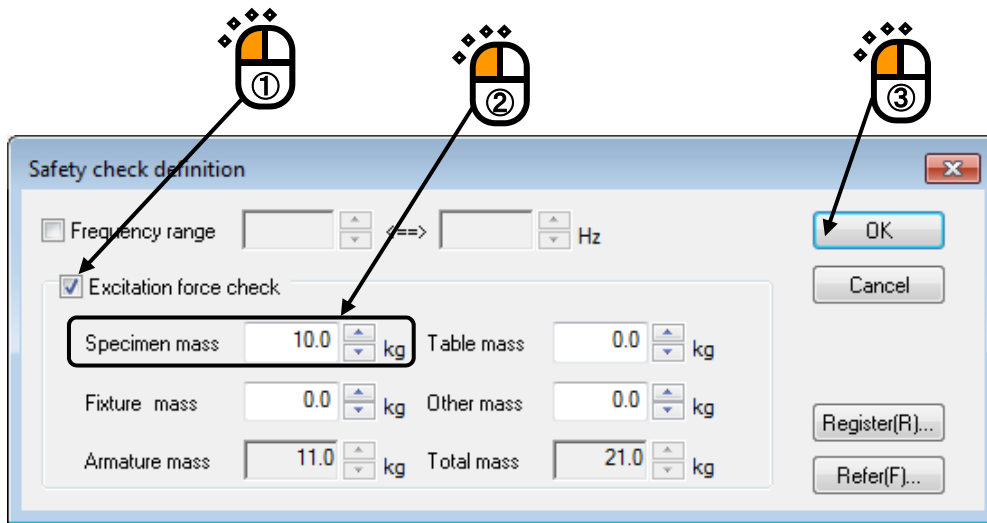 ① ② ③
Safety check definition
Frequency range <==> Hz OK
Excitation force check Cancel
Specimen mass 10.0 kg Table mass 0.0 kg
Fixture mass 0.0 kg Other mass 0.0 kg
Register(R)...
Armature mass 11.0 kg Total mass 21.0 kg
Refer(F)...